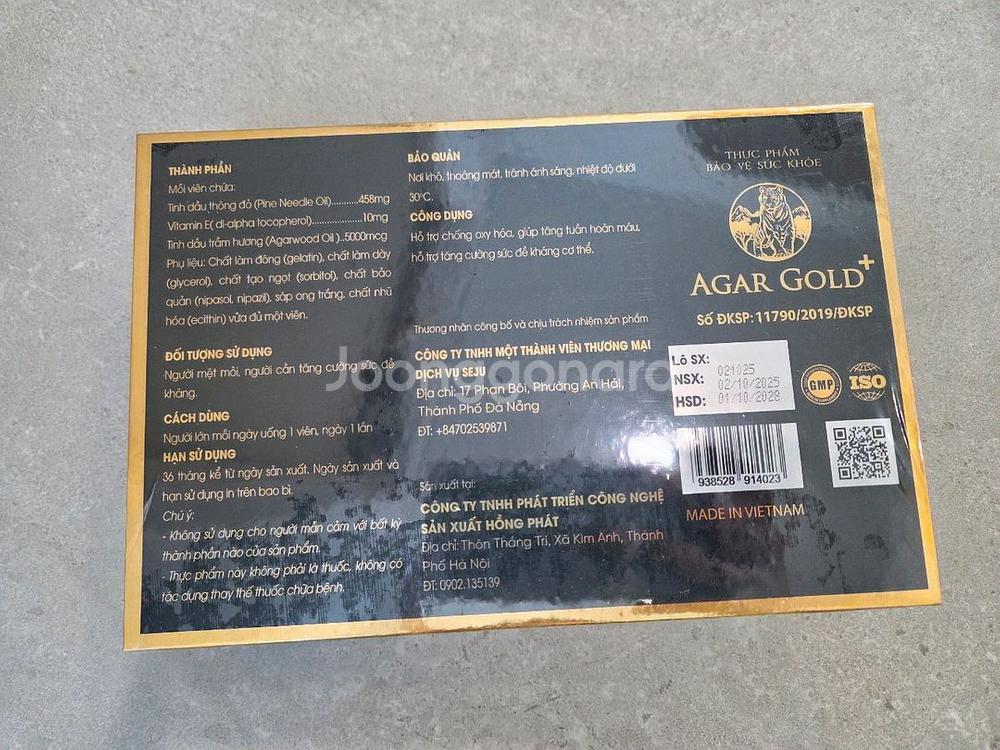 THÀNH PHẦN
Mỗi viên chứa:
Tinh dầu thông đỏ (Pine Needle Oil).........458mg
Vitamin E( dl-alpha tocopherol).................10mg
Tinh dầu trầm hương (Agarwood Oil )..5000mcg
Phụ liệu: Chất làm đông (gelatin), chất làm dày
(glycerol), chất tạo ngọt (sorbitol), chất bảo
quản (nipasol, nipazil), sáp ong trắng, chất nhũ
hóa (ecithin) vừa đủ một viên.
ĐỐI TƯỢNG SỬ DỤNG
Người mệt mỏi, người cần tăng cường sức đề
kháng.
CÁCH DÙNG
Người lớn mỗi ngày uống 1 viên, ngày 1 lần
HẠN SỬ DỤNG
36 tháng kể từ ngày sản xuất. Ngày sản xuất và
hạn sử dụng in trên bao bì.
Chú ý:
- Không sử dụng cho người mẫn cảm với bất kỳ
thành phần nào của sản phẩm.
- Thực phẩm này không phải là thuốc, không có
tác dụng thay thế thuốc chữa bệnh.
BẢO QUẢN
Nơi khô, thoáng mát, tránh ánh sáng, nhiệt độ dưới
30°C.
CÔNG DỤNG
Hỗ trợ chống oxy hóa, giúp tăng tuần hoàn máu,
hỗ trợ tăng cường sức đề kháng cơ thể.
Thương nhân công bố và chịu trách nhiệm sản phẩm
CÔNG TY TNHH MỘT THÀNH VIÊN THƯƠNG MẠI
DỊCH VỤ SEJU
Địa chỉ: 17 Phan Bôi, Phường An Hải,
Thành Phố Đà Nẵng
ĐT: +84702539871
Sản xuất tại:
CÔNG TY TNHH PHÁT TRIỂN CÔNG NGHỆ
SẢN XUẤT HỒNG PHÁT
Địa chỉ: Thôn Thắng Trí, Xã Kim Anh, Thành
Phố Hà Nội
ĐT: 0902.135139
THỰC PHẨM
BẢO VỆ SỨC KHỎE
AGAR GOLD+
Số ĐKSP: 11790/2019/ĐKSP
Lô SX: 021025
NSX: 02/10/2025
HSD: 01/10/2028
GMP
ISO
938528 914023
MADE IN VIETNAM
Joonggonara